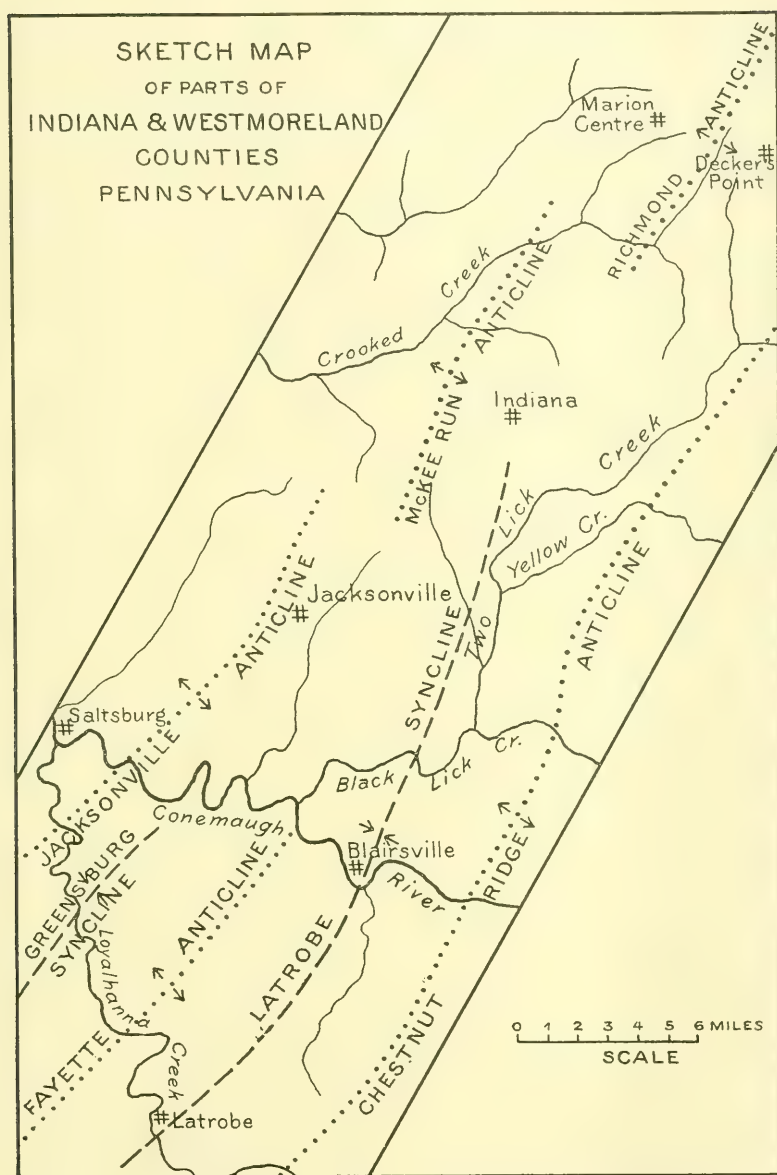 SKETCH MAP
OF PARTS OF
INDIANA & WESTMORELAND
COUNTIES
PENNSYLVANIA
Marion
Centre
RICHMOND ANTICLINE
Decker's
Point
Crooked Creek
McKEE RUN ANTICLINE
Indiana
Two Lick Creek
Yellow Cr.
JACKSONVILLE ANTICLINE
Jacksonville
LATROBE SYNCLINE
CHESTNUT RIDGE ANTICLINE
Saltsburg
Black Lick Cr.
Conemaugh River
Blairsville
GREENSBURG
SYNCLINE
FAYETTE ANTICLINE
Loyalhanna Creek
Latrobe
0 1 2 3 4 5 6 MILES
SCALE